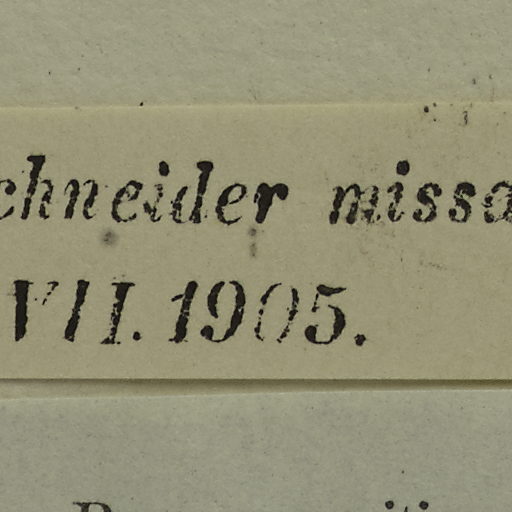 chneider missa
VII. 1905.